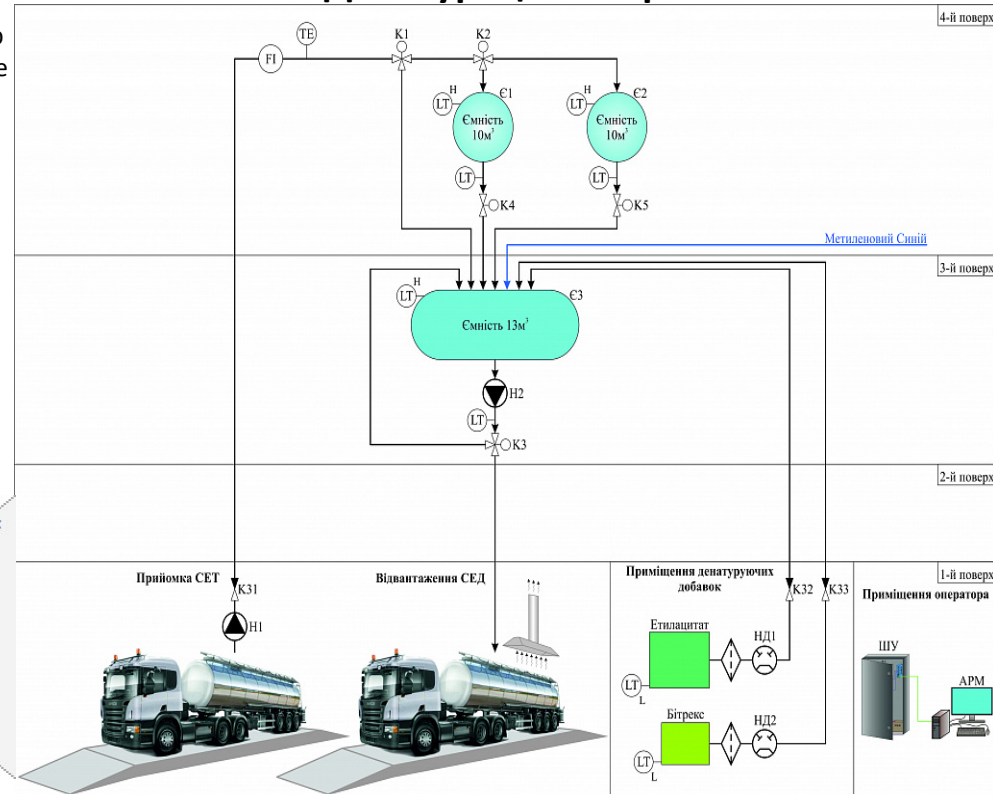 4-й поверх
TE
K1
K2
FI
H
Є1
LT
Ємність
10м³
H
Є2
LT
Ємність
10м³
LT
K4
LT
K5
Метиленовий Синій
3-й поверх
H
LT
Є3
Ємність 13м³
H2
LT
K3
2-й поверх
1-й поверх
Прийомка СЕТ
Відвантаження СЕД
Приміщення денатуруючих
добавок
Приміщення оператора
K31
H1
K32
K33
Етилацитат
НД1
LT
L
Бітрекс
НД2
LT
L
ШУ
АРМ